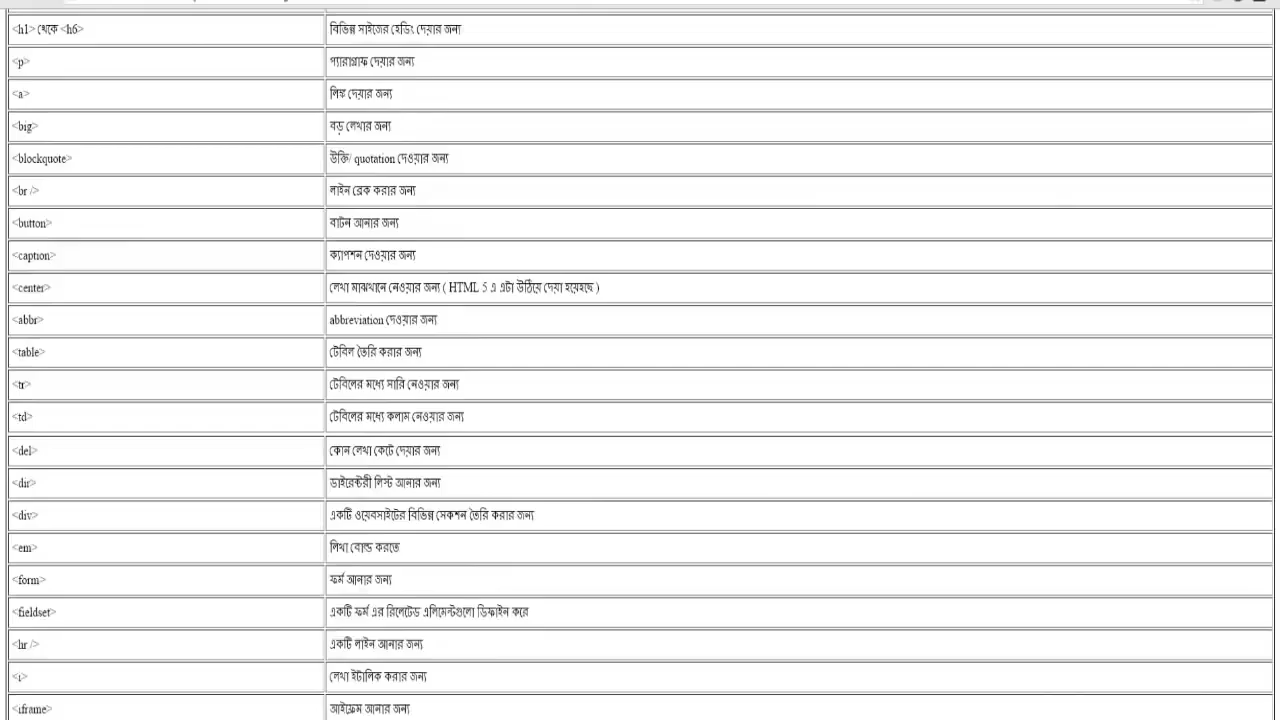 <h1> থেকে <h6> বিভিন্ন সাইজের হেডিং দেয়ার জন্য
<p> প্যারাগ্রাফ দেয়ার জন্য
<a> লিঙ্ক দেয়ার জন্য
<big> বড় লেখার জন্য
<blockquote> উক্তি/ quotation দেওয়ার জন্য
<br /> লাইন ব্রেক করার জন্য
<button> বাটন আনার জন্য
<caption> ক্যাপশন দেওয়ার জন্য
<center> লেখা মাঝখানে নেওয়ার জন্য ( HTML 5 এ এটা উঠিয়ে দেয়া হয়েহছে )
<abbr> abbreviation দেওয়ার জন্য
<table> টেবিল তৈরি করার জন্য
<tr> টেবিলের মধ্যে সারি নেওয়ার জন্য
<td> টেবিলের মধ্যে কলাম নেওয়ার জন্য
<del> কোন লেখা কেটে দেয়ার জন্য
<dir> ডাইরেক্টরী লিস্ট আনার জন্য
<div> একটি ওয়েবসাইটের বিভিন্ন সেকশন তৈরি করার জন্য
<em> লিখা বোল্ড করতে
<form> ফর্ম আনার জন্য
<fieldset> একটি ফর্ম এর রিলেটেড এলিমেন্টগুলো ডিফাইন করে
<hr /> একটি লাইন আনার জন্য
<i> লেখা ইটালিক করার জন্য
<iframe> আইফ্রেম আনার জন্য